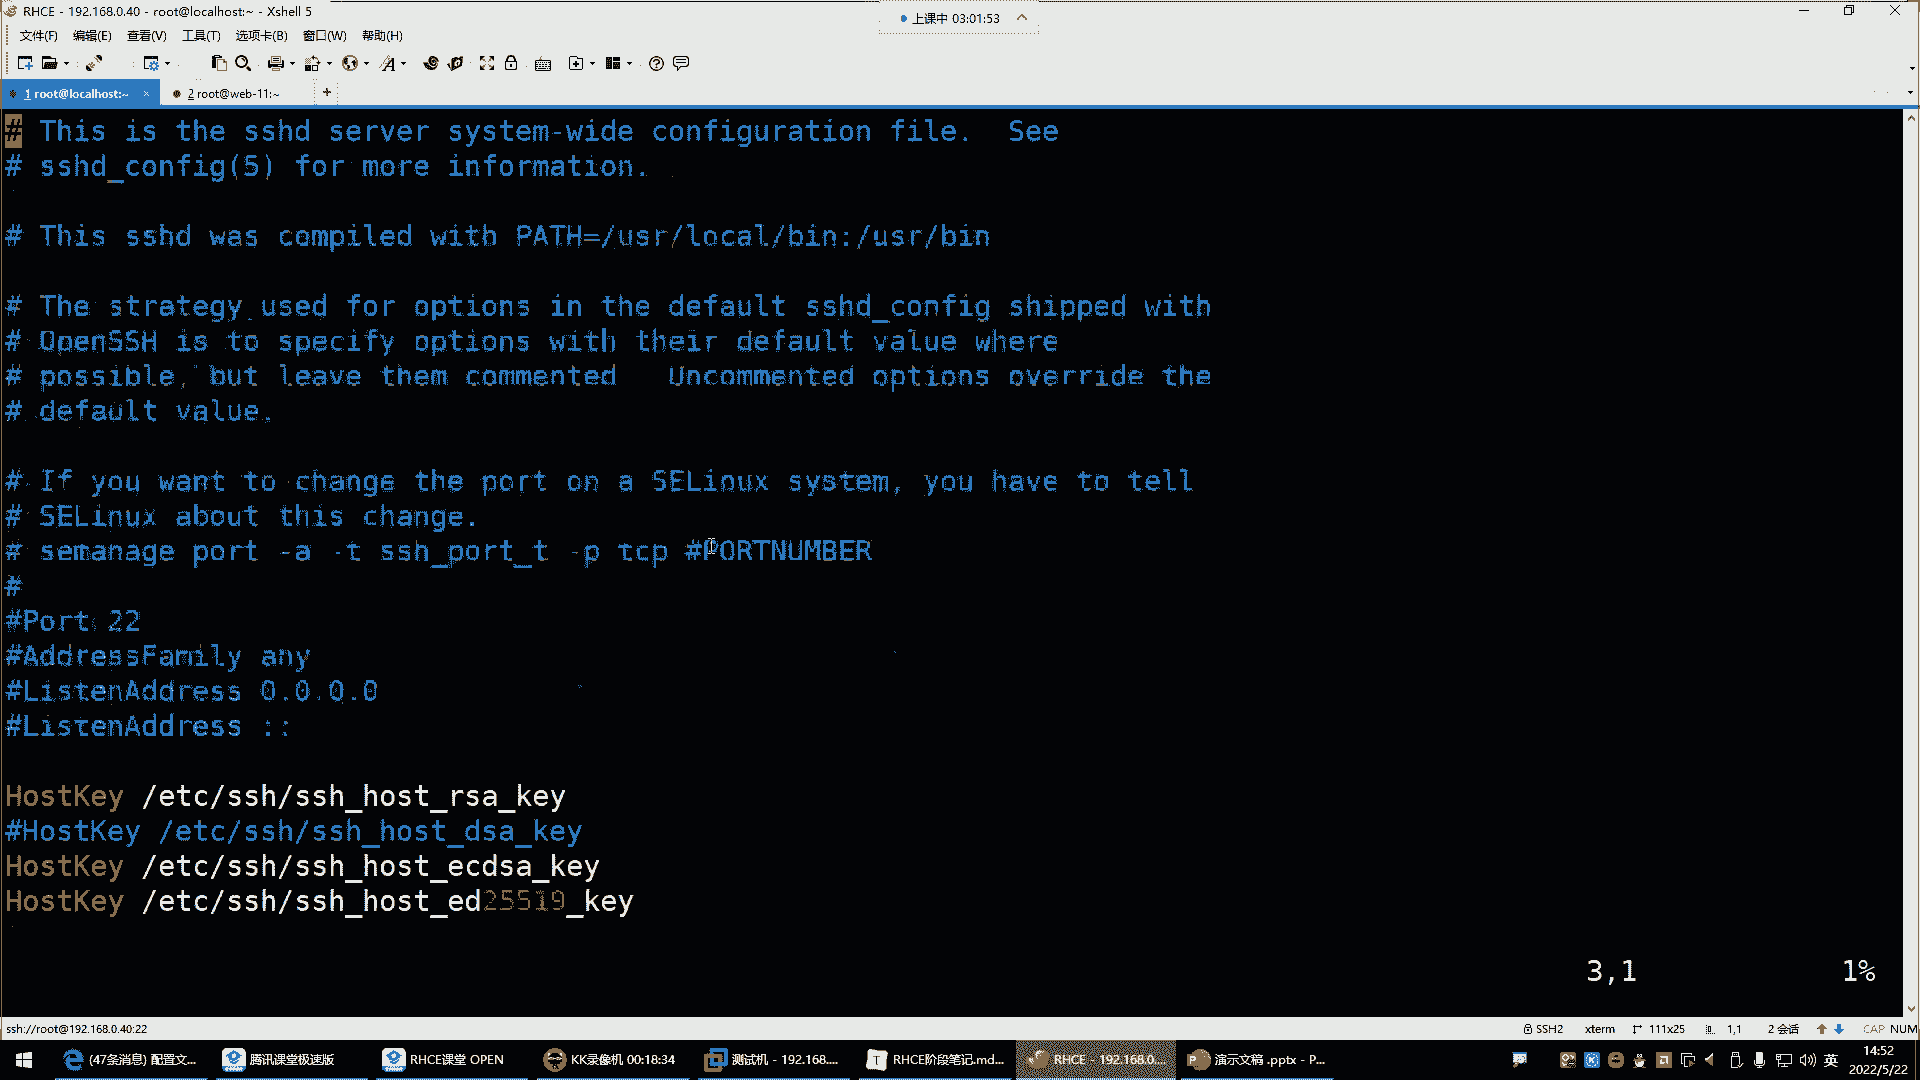 RHCE - 192.168.0.40 - root@localhost:~ - Xshell 5
上课中 03:01:53
文件(F) 编辑(E) 查看(V) 工具(T) 选项卡(B) 窗口(W) 帮助(H)
1 root@localhost:~ × 2 root@web-11:~ +
# This is the sshd server system-wide configuration file.  See
# sshd_config(5) for more information.
# This sshd was compiled with PATH=/usr/local/bin:/usr/bin
# The strategy used for options in the default sshd_config shipped with
# OpenSSH is to specify options with their default value where
# possible, but leave them commented   Uncommented options override the
# default value.
# If you want to change the port on a SELinux system, you have to tell
# SELinux about this change.
# semanage port -a -t ssh_port_t -p tcp #PORTNUMBER
#
#Port 22
#AddressFamily any
#ListenAddress 0.0.0.0
#ListenAddress ::
HostKey /etc/ssh/ssh_host_rsa_key
#HostKey /etc/ssh/ssh_host_dsa_key
HostKey /etc/ssh/ssh_host_ecdsa_key
HostKey /etc/ssh/ssh_host_ed25519_key
3,1 1%
ssh://root@192.168.0.40:22 SSH2 xterm 111x25 1,1 2 会话 CAP NUM
(47条消息) 配置文... 腾讯课堂极速版 RHCE课堂 OPEN KK录像机 00:18:34 测试机 - 192.168.... RHCE阶段笔记.md... RHCE - 192.168.0... 演示文稿 .pptx - P... 英 14:52
2022/5/22